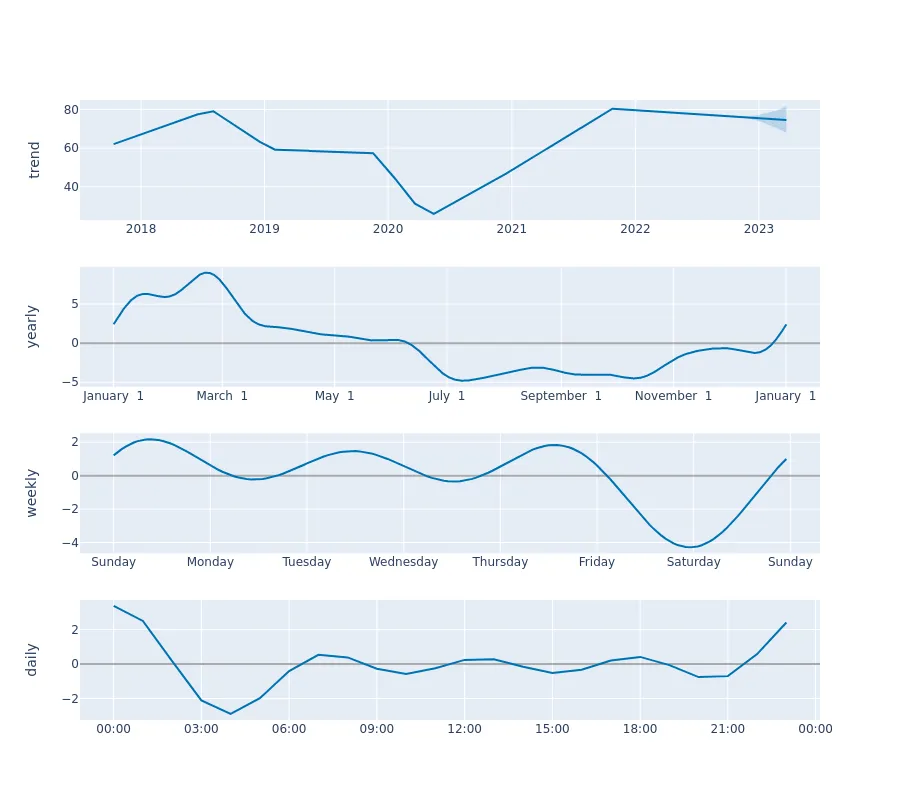 80
60
40
trend
2018 2019 2020 2021 2022 2023
5
0
−5
yearly
January 1 March 1 May 1 July 1 September 1 November 1 January 1
2
0
−2
−4
weekly
Sunday Monday Tuesday Wednesday Thursday Friday Saturday Sunday
2
0
−2
daily
00:00 03:00 06:00 09:00 12:00 15:00 18:00 21:00 00:00